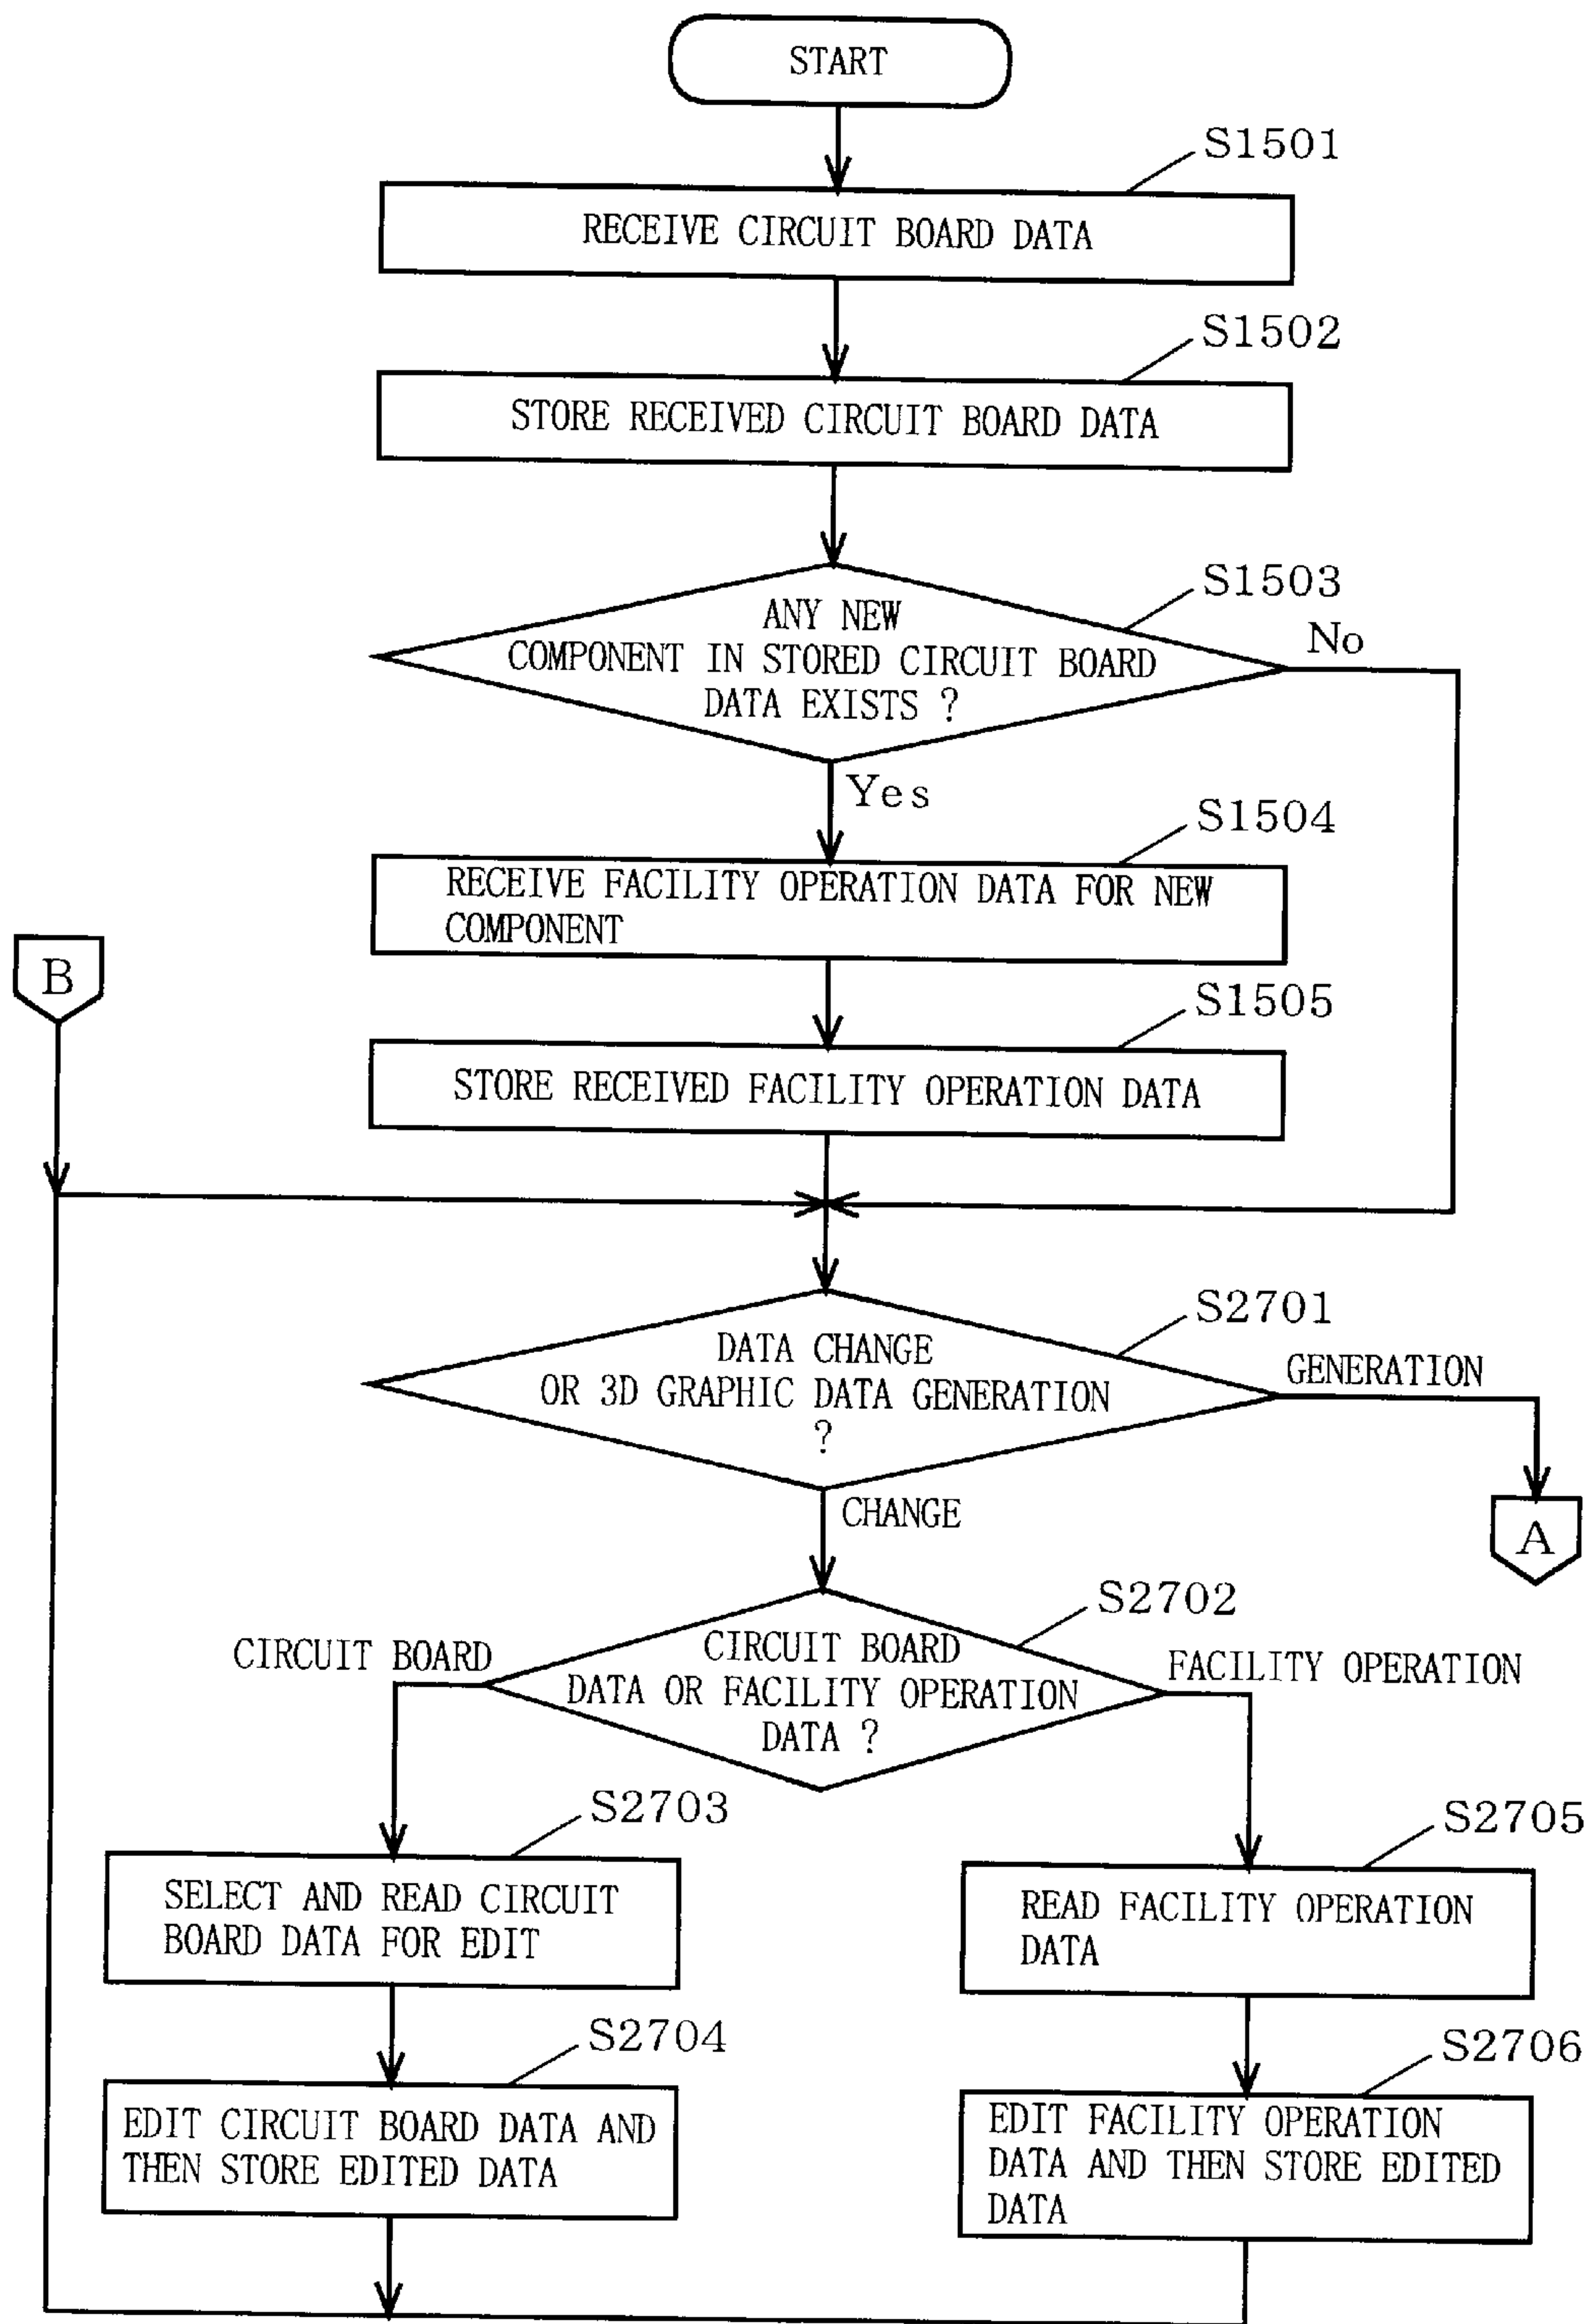 START
S1501
RECEIVE CIRCUIT BOARD DATA
S1502
STORE RECEIVED CIRCUIT BOARD DATA
S1503
ANY NEW
COMPONENT IN STORED CIRCUIT BOARD
DATA EXISTS ?
No
Yes
S1504
RECEIVE FACILITY OPERATION DATA FOR NEW
COMPONENT
B
S1505
STORE RECEIVED FACILITY OPERATION DATA
S2701
DATA CHANGE
OR 3D GRAPHIC DATA GENERATION
?
GENERATION
CHANGE
A
S2702
CIRCUIT BOARD
CIRCUIT BOARD
DATA OR FACILITY OPERATION
DATA ?
FACILITY OPERATION
S2703
SELECT AND READ CIRCUIT
BOARD DATA FOR EDIT
S2705
READ FACILITY OPERATION
DATA
S2704
EDIT CIRCUIT BOARD DATA AND
THEN STORE EDITED DATA
S2706
EDIT FACILITY OPERATION
DATA AND THEN STORE EDITED
DATA